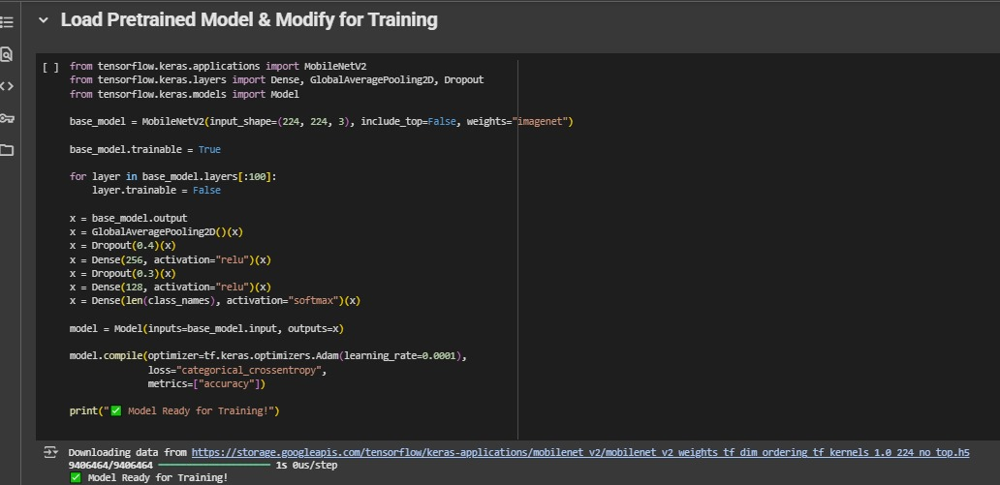 Load Pretrained Model & Modify for Training
[ ] from tensorflow.keras.applications import MobileNetV2
from tensorflow.keras.layers import Dense, GlobalAveragePooling2D, Dropout
from tensorflow.keras.models import Model
base_model = MobileNetV2(input_shape=(224, 224, 3), include_top=False, weights="imagenet")
base_model.trainable = True
for layer in base_model.layers[:100]:
    layer.trainable = False
x = base_model.output
x = GlobalAveragePooling2D()(x)
x = Dropout(0.4)(x)
x = Dense(256, activation="relu")(x)
x = Dropout(0.3)(x)
x = Dense(128, activation="relu")(x)
x = Dense(len(class_names), activation="softmax")(x)
model = Model(inputs=base_model.input, outputs=x)
model.compile(optimizer=tf.keras.optimizers.Adam(learning_rate=0.0001),
              loss="categorical_crossentropy",
              metrics=["accuracy"])
print("✅ Model Ready for Training!")
Downloading data from https://storage.googleapis.com/tensorflow/keras-applications/mobilenet_v2/mobilenet_v2_weights_tf_dim_ordering_tf_kernels_1.0_224_no_top.h5
9406464/9406464 ━━━━━━━━━━━━━━━━━━━━ 1s 0us/step
✅ Model Ready for Training!